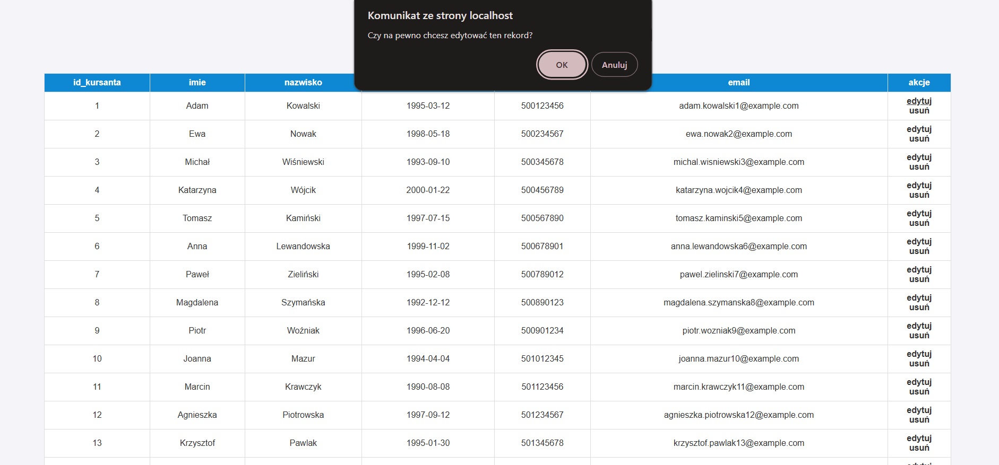 Komunikat ze strony localhost
Czy na pewno chcesz edytować ten rekord?
OK Anuluj
id_kursanta imie nazwisko email akcje
1 Adam Kowalski 1995-03-12 500123456 adam.kowalski1@example.com edytuj
usuń
2 Ewa Nowak 1998-05-18 500234567 ewa.nowak2@example.com edytuj
usuń
3 Michał Wiśniewski 1993-09-10 500345678 michal.wisniewski3@example.com edytuj
usuń
4 Katarzyna Wójcik 2000-01-22 500456789 katarzyna.wojcik4@example.com edytuj
usuń
5 Tomasz Kamiński 1997-07-15 500567890 tomasz.kaminski5@example.com edytuj
usuń
6 Anna Lewandowska 1999-11-02 500678901 anna.lewandowska6@example.com edytuj
usuń
7 Paweł Zieliński 1995-02-08 500789012 pawel.zielinski7@example.com edytuj
usuń
8 Magdalena Szymańska 1992-12-12 500890123 magdalena.szymanska8@example.com edytuj
usuń
9 Piotr Woźniak 1996-06-20 500901234 piotr.wozniak9@example.com edytuj
usuń
10 Joanna Mazur 1994-04-04 501012345 joanna.mazur10@example.com edytuj
usuń
11 Marcin Krawczyk 1990-08-08 501123456 marcin.krawczyk11@example.com edytuj
usuń
12 Agnieszka Piotrowska 1997-09-12 501234567 agnieszka.piotrowska12@example.com edytuj
usuń
13 Krzysztof Pawlak 1995-01-30 501345678 krzysztof.pawlak13@example.com edytuj
usuń